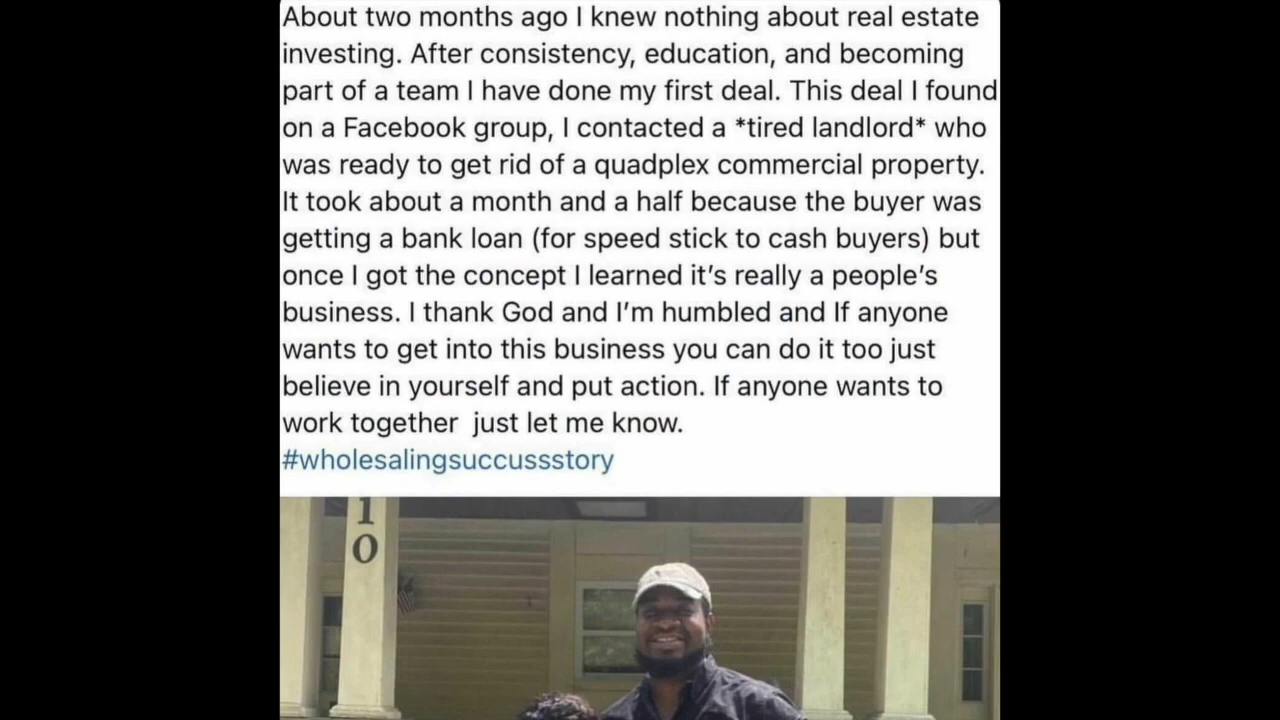 About two months ago I knew nothing about real estate
investing. After consistency, education, and becoming
part of a team I have done my first deal. This deal I found
on a Facebook group, I contacted a *tired landlord* who
was ready to get rid of a quadplex commercial property.
It took about a month and a half because the buyer was
getting a bank loan (for speed stick to cash buyers) but
once I got the concept I learned it’s really a people’s
business. I thank God and I’m humbled and If anyone
wants to get into this business you can do it too just
believe in yourself and put action. If anyone wants to
work together  just let me know.
#wholesalingsuccussstory
1
0